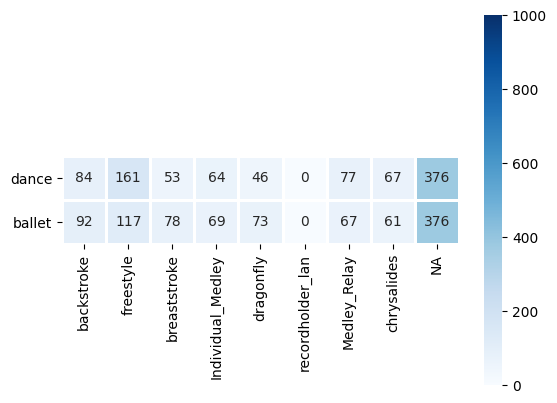 1000
800
600
400
200
0
dance 84 161 53 64 46 0 77 67 376
ballet 92 117 78 69 73 0 67 61 376
backstroke freestyle breaststroke Individual_Medley dragonfly recordholder_lan Medley_Relay chrysalides NA